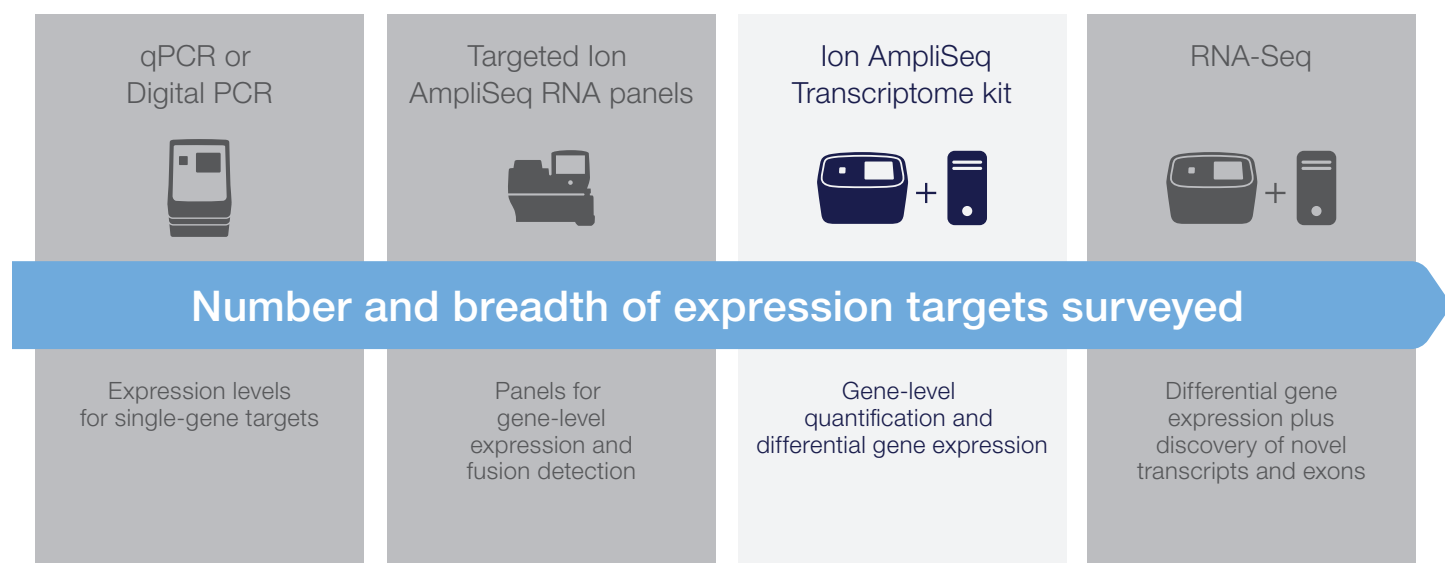 qPCR or
Digital PCR
Targeted Ion
AmpliSeq RNA panels
Ion AmpliSeq
Transcriptome kit
RNA-Seq
+
+
Number and breadth of expression targets surveyed
Expression levels
for single-gene targets
Panels for
gene-level
expression and
fusion detection
Gene-level
quantification and
differential gene expression
Differential gene
expression plus
discovery of novel
transcripts and exons